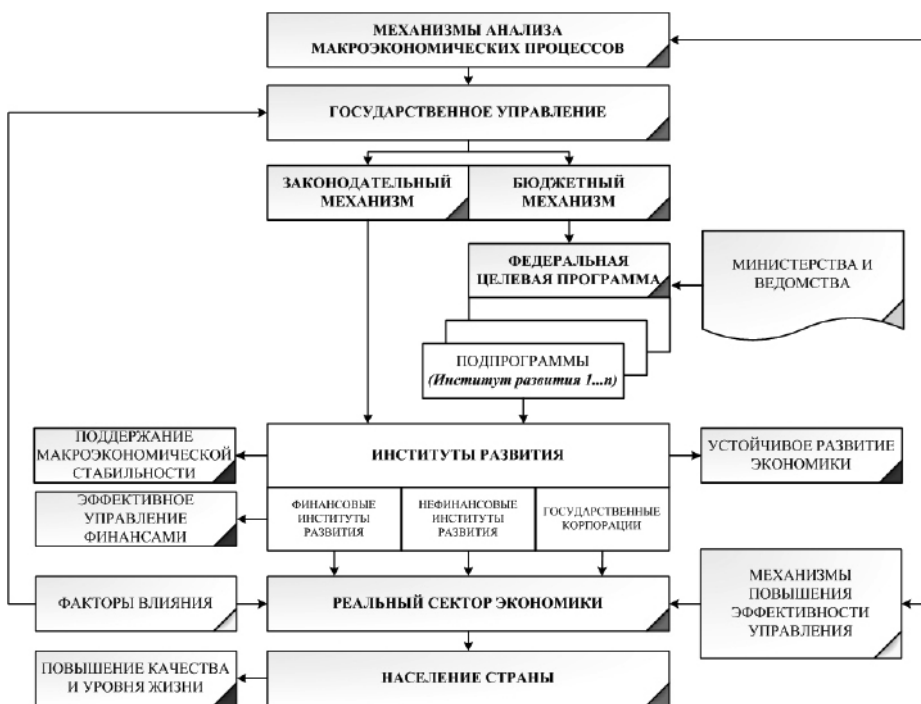 МЕХАНИЗМЫ АНАЛИЗА
МАКРОЭКОНОМИЧЕСКИХ ПРОЦЕССОВ
ГОСУДАРСТВЕННОЕ УПРАВЛЕНИЕ
ЗАКОНОДАТЕЛЬНЫЙ
МЕХАНИЗМ
БЮДЖЕТНЫЙ
МЕХАНИЗМ
ФЕДЕРАЛЬНАЯ
ЦЕЛЕВАЯ ПРОГРАММА
МИНИСТЕРСТВА И
ВЕДОМСТВА
ПОДПРОГРАММЫ
(Институт развития 1...n)
ПОДДЕРЖАНИЕ
МАКРОЭКОНОМИЧЕСКОЙ
СТАБИЛЬНОСТИ
ИНСТИТУТЫ РАЗВИТИЯ
УСТОЙЧИВОЕ РАЗВИТИЕ
ЭКОНОМИКИ
ЭФФЕКТИВНОЕ
УПРАВЛЕНИЕ
ФИНАНСАМИ
ФИНАНСОВЫЕ
ИНСТИТУТЫ
РАЗВИТИЯ
НЕФИНАНСОВЫЕ
ИНСТИТУТЫ
РАЗВИТИЯ
ГОСУДАРСТВЕННЫЕ
КОРПОРАЦИИ
ФАКТОРЫ ВЛИЯНИЯ
РЕАЛЬНЫЙ СЕКТОР ЭКОНОМИКИ
МЕХАНИЗМЫ
ПОВЫШЕНИЯ
ЭФФЕКТИВНОСТИ
УПРАВЛЕНИЯ
ПОВЫШЕНИЕ КАЧЕСТВА
И УРОВНЯ ЖИЗНИ
НАСЕЛЕНИЕ СТРАНЫ